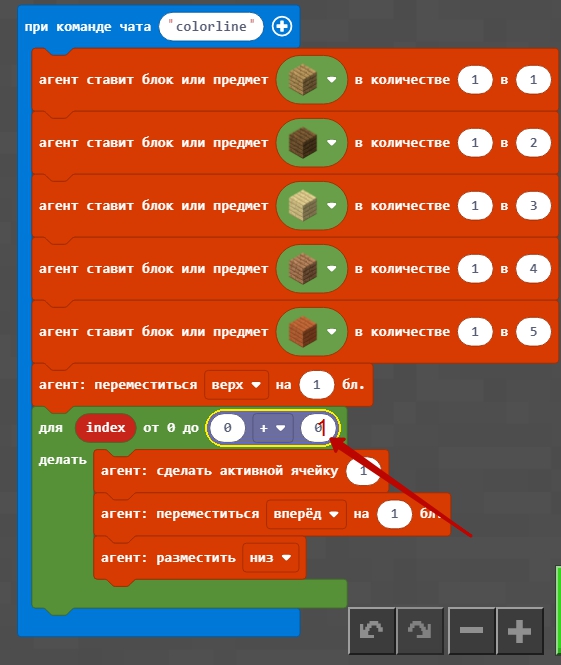 при команде чата "colorline"
агент ставит блок или предмет в количестве 1 в 1
агент ставит блок или предмет в количестве 1 в 2
агент ставит блок или предмет в количестве 1 в 3
агент ставит блок или предмет в количестве 1 в 4
агент ставит блок или предмет в количестве 1 в 5
агент: переместиться верх на 1 бл.
для index от 0 до 0 + 0
делать
агент: сделать активной ячейку 1
агент: переместиться вперёд на 1 бл.
агент: разместить низ